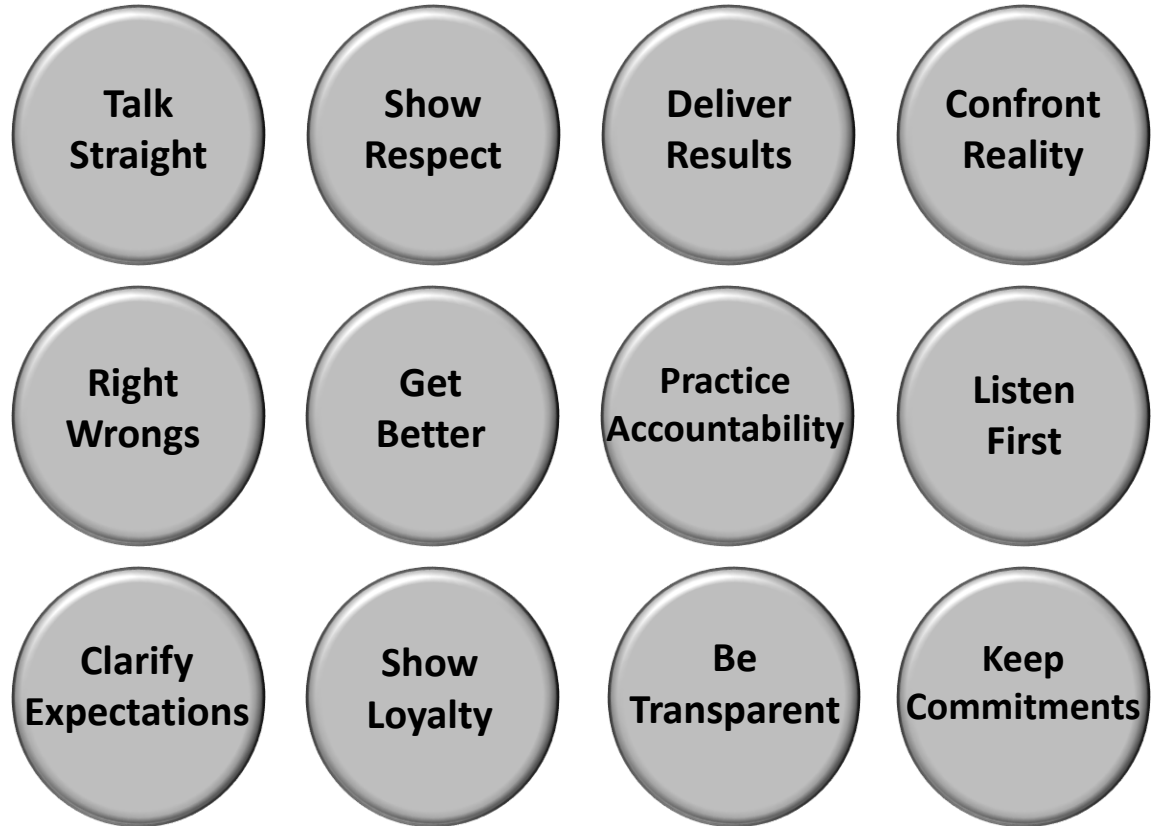 Talk
Straight
Show
Respect
Deliver
Results
Confront
Reality
Right
Wrongs
Get
Better
Practice
Accountability
Listen
First
Clarify
Expectations
Show
Loyalty
Be
Transparent
Keep
Commitments